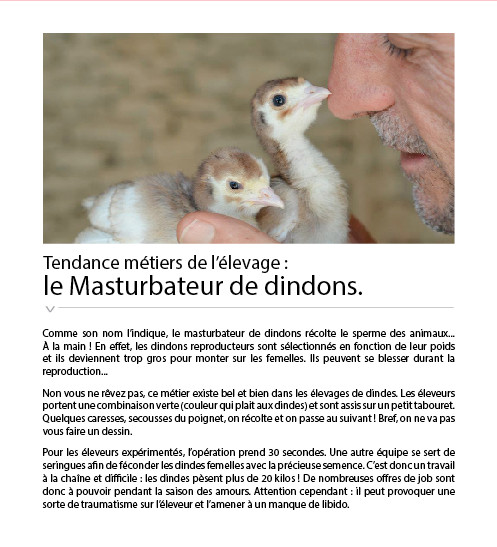 Tendance métiers de l’élevage :
le Masturbateur de dindons.
Comme son nom l’indique, le masturbateur de dindons récolte le sperme des animaux...
À la main ! En effet, les dindons reproducteurs sont sélectionnés en fonction de leur poids
et ils deviennent trop gros pour monter sur les femelles. Ils peuvent se blesser durant la
reproduction...
Non vous ne rêvez pas, ce métier existe bel et bien dans les élevages de dindes. Les éleveurs
portent une combinaison verte (couleur qui plait aux dindes) et sont assis sur un petit tabouret.
Quelques caresses, secousses du poignet, on récolte et on passe au suivant ! Bref, on ne va pas
vous faire un dessin.
Pour les éleveurs expérimentés, l’opération prend 30 secondes. Une autre équipe se sert de
seringues afin de féconder les dindes femelles avec la précieuse semence. C’est donc un travail
à la chaîne et difficile : les dindes pèsent plus de 20 kilos ! De nombreuses offres de job sont
donc à pouvoir pendant la saison des amours. Attention cependant : il peut provoquer une
sorte de traumatisme sur l’éleveur et l’amener à un manque de libido.